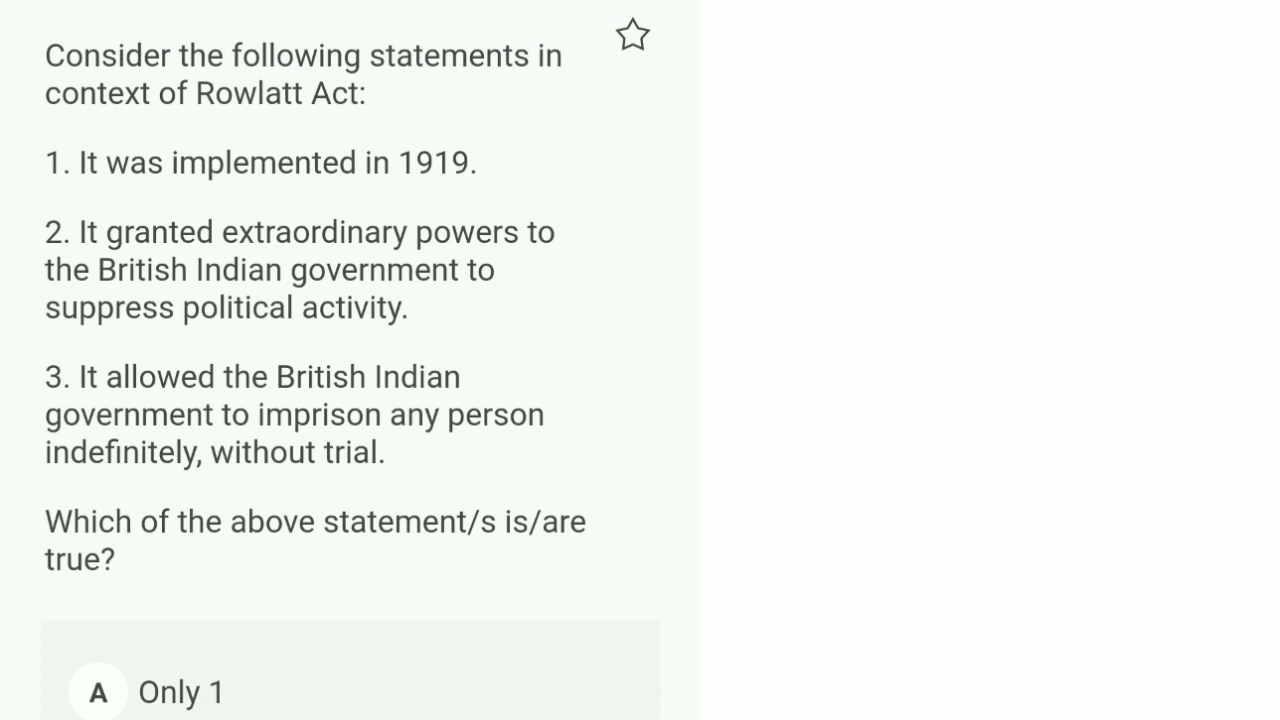 Consider the following statements in
context of Rowlatt Act:
1. It was implemented in 1919.
2. It granted extraordinary powers to
the British Indian government to
suppress political activity.
3. It allowed the British Indian
government to imprison any person
indefinitely, without trial.
Which of the above statement/s is/are
true?
A Only 1